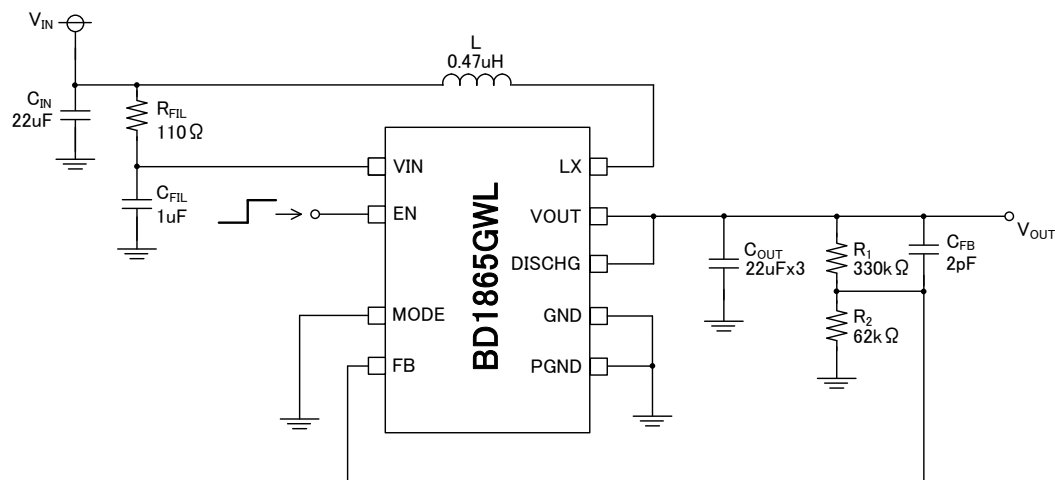 VIN
L
0.47uH
CIN
22uF
RFIL
110Ω
CFIL
1uF
VIN
EN
MODE
FB
BD1865GWL
LX
VOUT
DISCHG
GND
PGND
COUT
22uFx3
R1
330kΩ
R2
62kΩ
CFB
2pF
VOUT